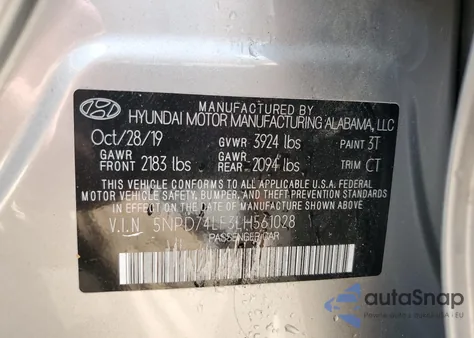 MANUFACTURED BY
HYUNDAI MOTOR MANUFACTURING ALABAMA, LLC
Oct/28/19 GVWR 3924 lbs PAINT 3T
GAWR FRONT 2183 lbs GAWR REAR 2094 lbs TRIM CT
THIS VEHICLE CONFORMS TO ALL APPLICABLE U.S. FEDERAL
MOTOR VEHICLE SAFETY, BUMPER, AND THEFT PREVENTION
STANDARDS IN EFFECT ON THE DATE OF MANUFACTURE SHOWN ABOVE.
V.I.N 5NPD74LF3LH561028
PASSENGER CAR
autoSnap